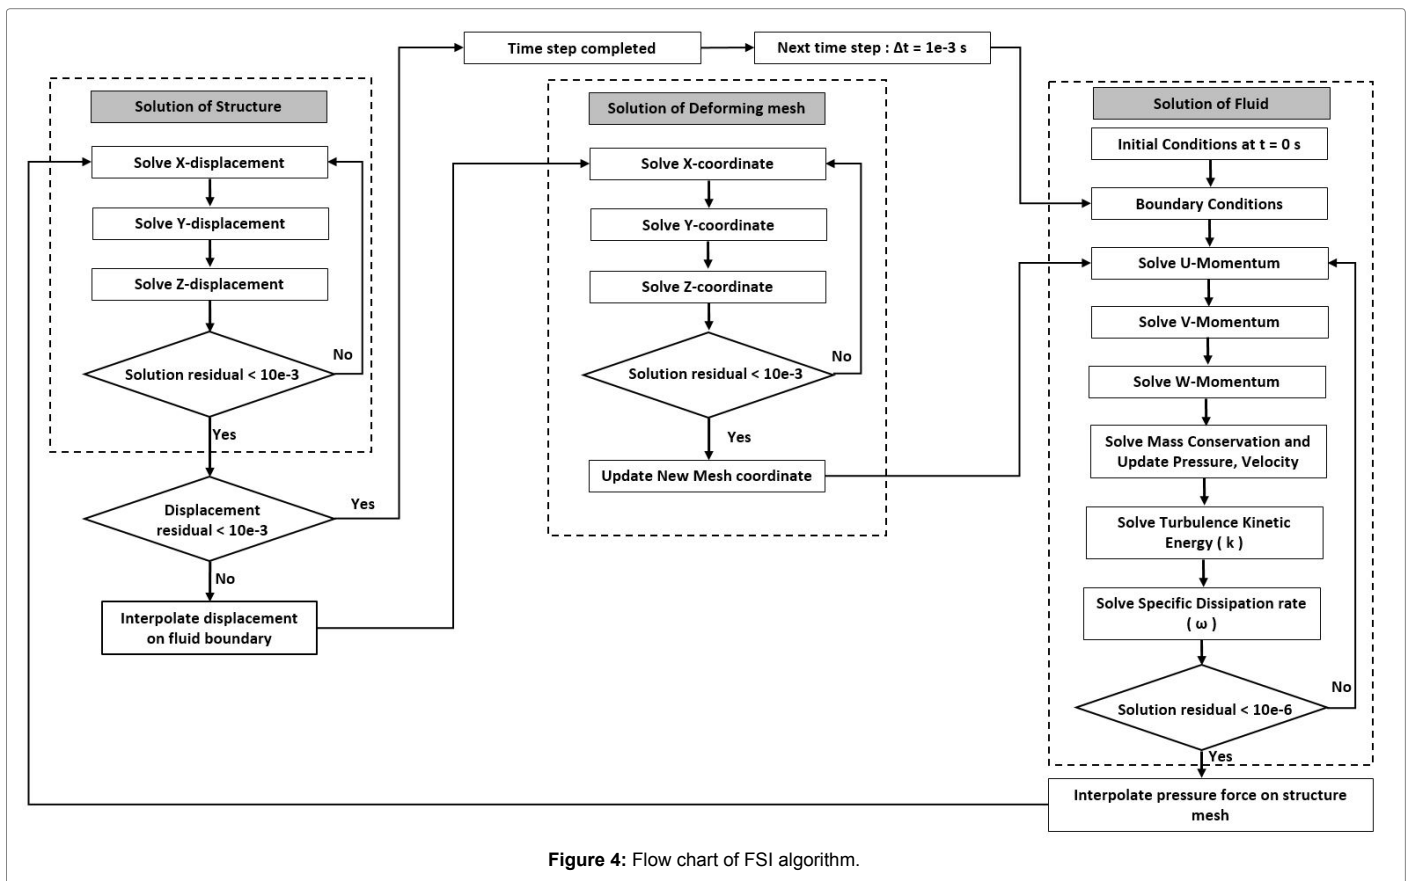 Time step completed
Next time step : Δt = 1e-3 s
Solution of Structure
Solve X-displacement
Solve Y-displacement
Solve Z-displacement
Solution residual < 10e-3
No
Yes
Displacement
residual < 10e-3
Yes
No
Interpolate displacement
on fluid boundary
Solution of Deforming mesh
Solve X-coordinate
Solve Y-coordinate
Solve Z-coordinate
Solution residual < 10e-3
No
Yes
Update New Mesh coordinate
Solution of Fluid
Initial Conditions at t = 0 s
Boundary Conditions
Solve U-Momentum
Solve V-Momentum
Solve W-Momentum
Solve Mass Conservation and
Update Pressure, Velocity
Solve Turbulence Kinetic
Energy ( k )
Solve Specific Dissipation rate
( ω )
Solution residual < 10e-6
No
Yes
Interpolate pressure force on structure
mesh
Figure 4: Flow chart of FSI algorithm.